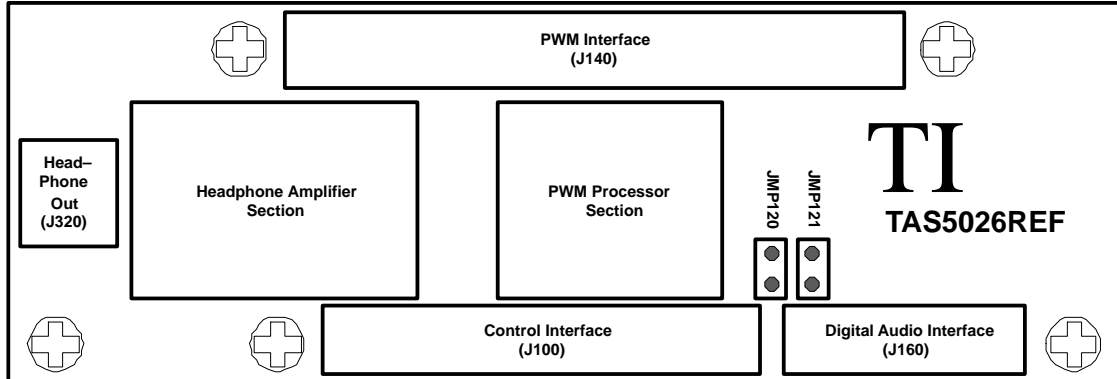 PWM Interface
(J140)
Head–
Phone
Out
(J320)
Headphone Amplifier
Section
PWM Processor
Section
JMP120
JMP121
TI
TAS5026REF
Control Interface
(J100)
Digital Audio Interface
(J160)